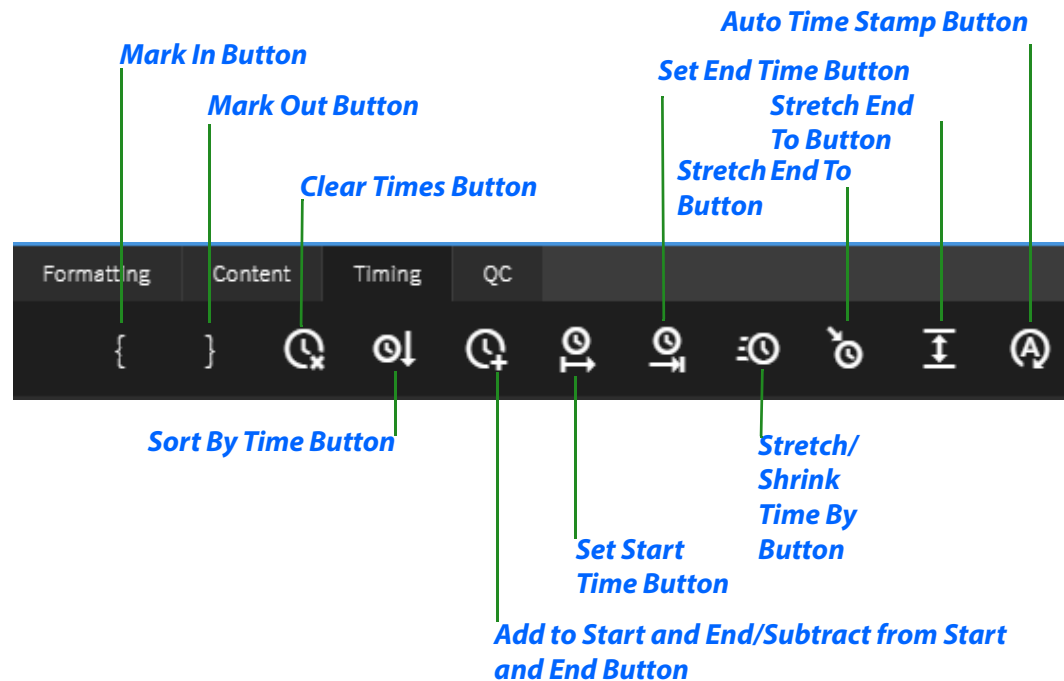 Auto Time Stamp Button
Mark In Button
Set End Time Button
Mark Out Button
Stretch End
To Button
Stretch End To
Button
Clear Times Button
Formatting
Content
Timing
QC
{
}
A
Sort By Time Button
Stretch/
Shrink
Time By
Button
Set Start
Time Button
Add to Start and End/Subtract from Start
and End Button